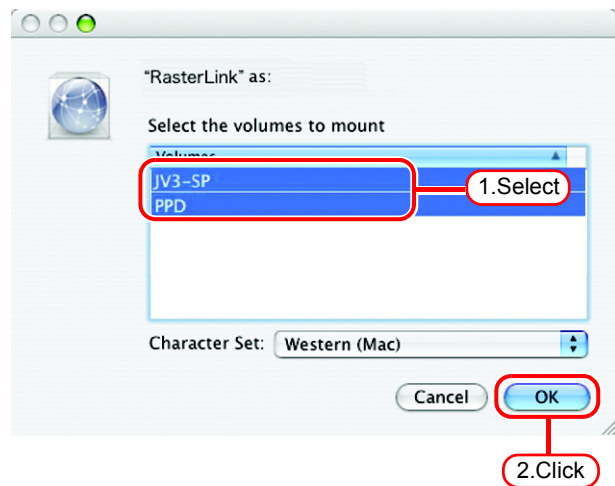 "RasterLink" as:
Select the volumes to mount
Volumes
JV3-SP
1.Select
PPD
Character Set: Western (Mac)
Cancel OK
2.Click